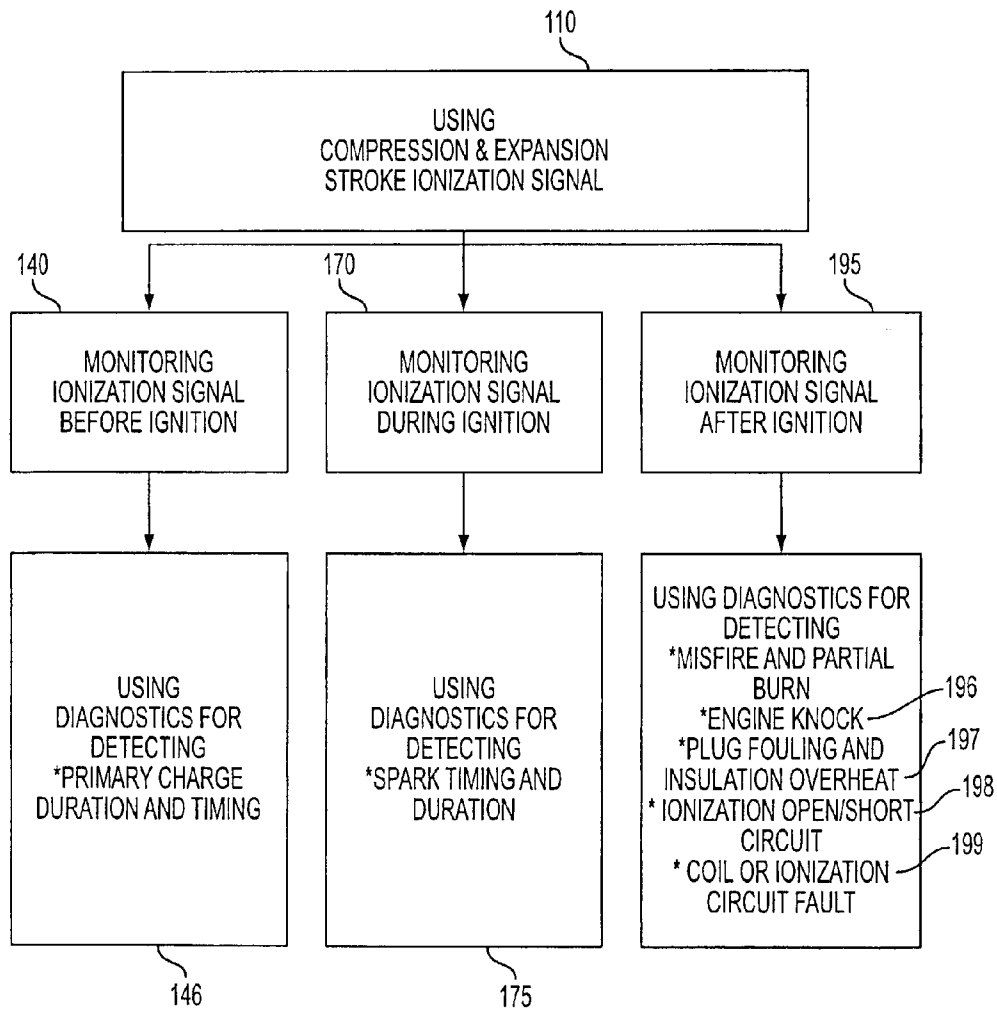 110
USING
COMPRESSION & EXPANSION
STROKE IONIZATION SIGNAL
140
MONITORING
IONIZATION SIGNAL
BEFORE IGNITION
170
MONITORING
IONIZATION SIGNAL
DURING IGNITION
195
MONITORING
IONIZATION SIGNAL
AFTER IGNITION
USING
DIAGNOSTICS FOR
DETECTING
*PRIMARY CHARGE
DURATION AND TIMING
146
USING
DIAGNOSTICS FOR
DETECTING
*SPARK TIMING AND
DURATION
175
USING DIAGNOSTICS FOR
DETECTING
*MISFIRE AND PARTIAL
BURN
*ENGINE KNOCK
196
*PLUG FOULING AND
INSULATION OVERHEAT
197
* IONIZATION OPEN/SHORT
CIRCUIT
198
* COIL OR IONIZATION
CIRCUIT FAULT
199